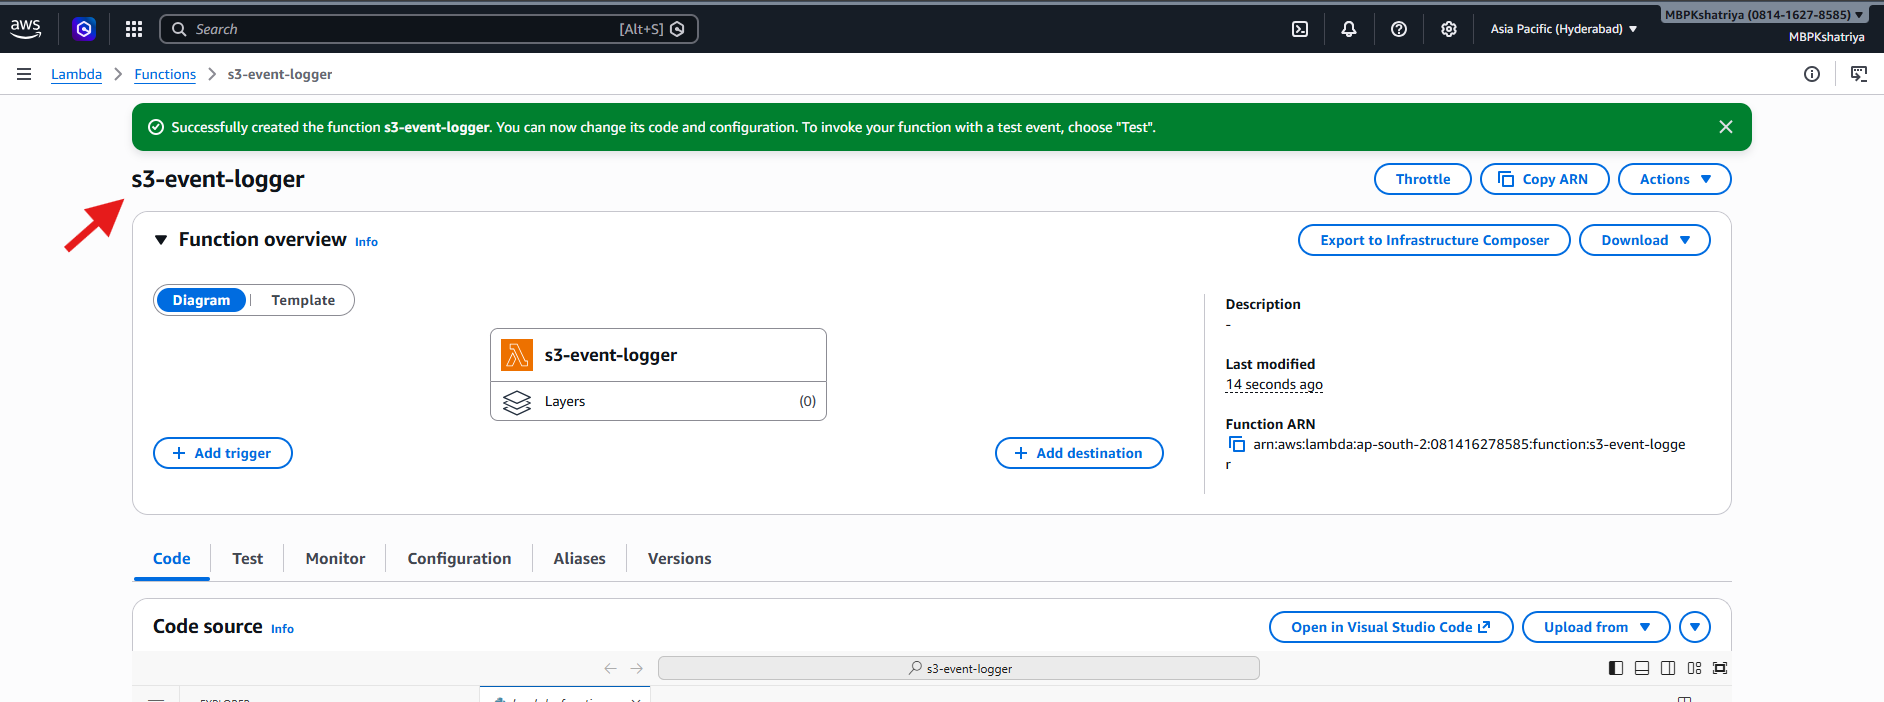 aws
Search
[Alt+S]
Asia Pacific (Hyderabad)
MBPKshatriya (0814-1627-8585)
MBPKshatriya
Lambda
Functions
s3-event-logger
Successfully created the function s3-event-logger. You can now change its code and configuration. To invoke your function with a test event, choose "Test".
s3-event-logger
Throttle
Copy ARN
Actions
Function overview Info
Export to Infrastructure Composer
Download
Diagram
Template
s3-event-logger
Layers
(0)
Add trigger
Add destination
Description
-
Last modified
14 seconds ago
Function ARN
arn:aws:lambda:ap-south-2:081416278585:function:s3-event-logge
r
Code
Test
Monitor
Configuration
Aliases
Versions
Code source Info
Open in Visual Studio Code
Upload from
s3-event-logger